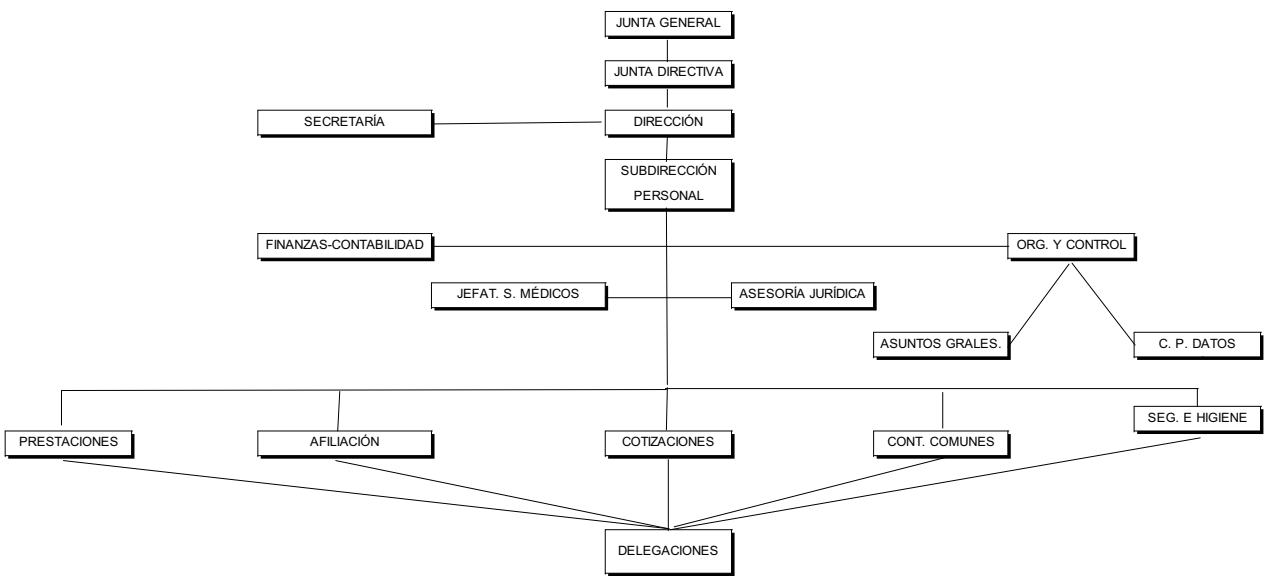 JUNTA GENERAL
JUNTA DIRECTIVA
SECRETARÍA
DIRECCIÓN
SUBDIRECCIÓN
PERSONAL
FINANZAS-CONTABILIDAD
ORG. Y CONTROL
JEFAT. S. MÉDICOS
ASESORÍA JURÍDICA
ASUNTOS GRALES.
C. P. DATOS
PRESTACIONES
AFILIACIÓN
COTIZACIONES
CONT. COMUNES
SEG. E HIGIENE
DELEGACIONES